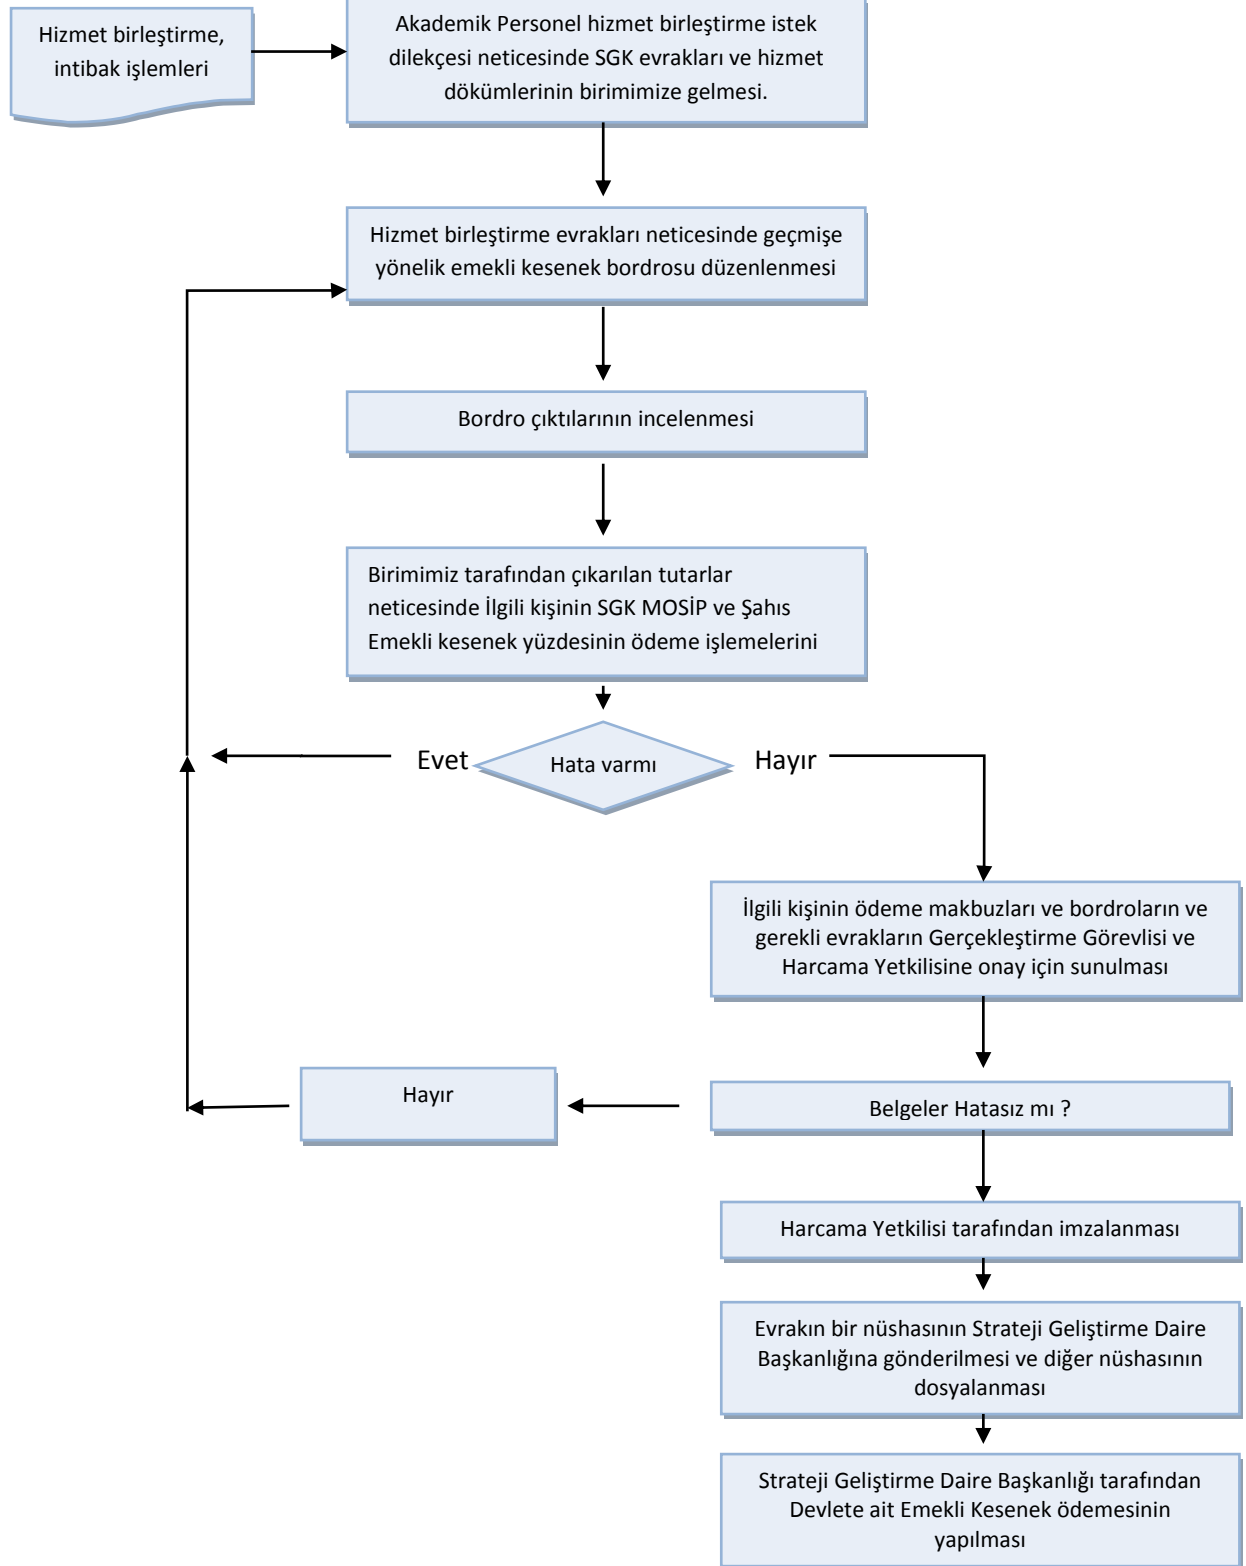 Hizmet birleştirme,
intibak işlemleri
Akademik Personel hizmet birleştirme istek
dilekçesi neticesinde SGK evrakları ve hizmet
dökümlerinin birimimize gelmesi.
Hizmet birleştirme evrakları neticesinde geçmişe
yönelik emekli kesenek bordrosu düzenlenmesi
Bordro çıktılarının incelenmesi
Birimimiz tarafından çıkarılan tutarlar
neticesinde İlgili kişinin SGK MOSİP ve Şahıs
Emekli kesenek yüzdesinin ödeme işlemelerini
Evet
Hata varmı
Hayır
İlgili kişinin ödeme makbuzları ve bordroların ve
gerekli evrakların Gerçekleştirme Görevlisi ve
Harcama Yetkilisine onay için sunulması
Hayır
Belgeler Hatasız mı ?
Harcama Yetkilisi tarafından imzalanması
Evrakın bir nüshasının Strateji Geliştirme Daire
Başkanlığına gönderilmesi ve diğer nüshasının
dosyalanması
Strateji Geliştirme Daire Başkanlığı tarafından
Devlete ait Emekli Kesenek ödemesinin
yapılması